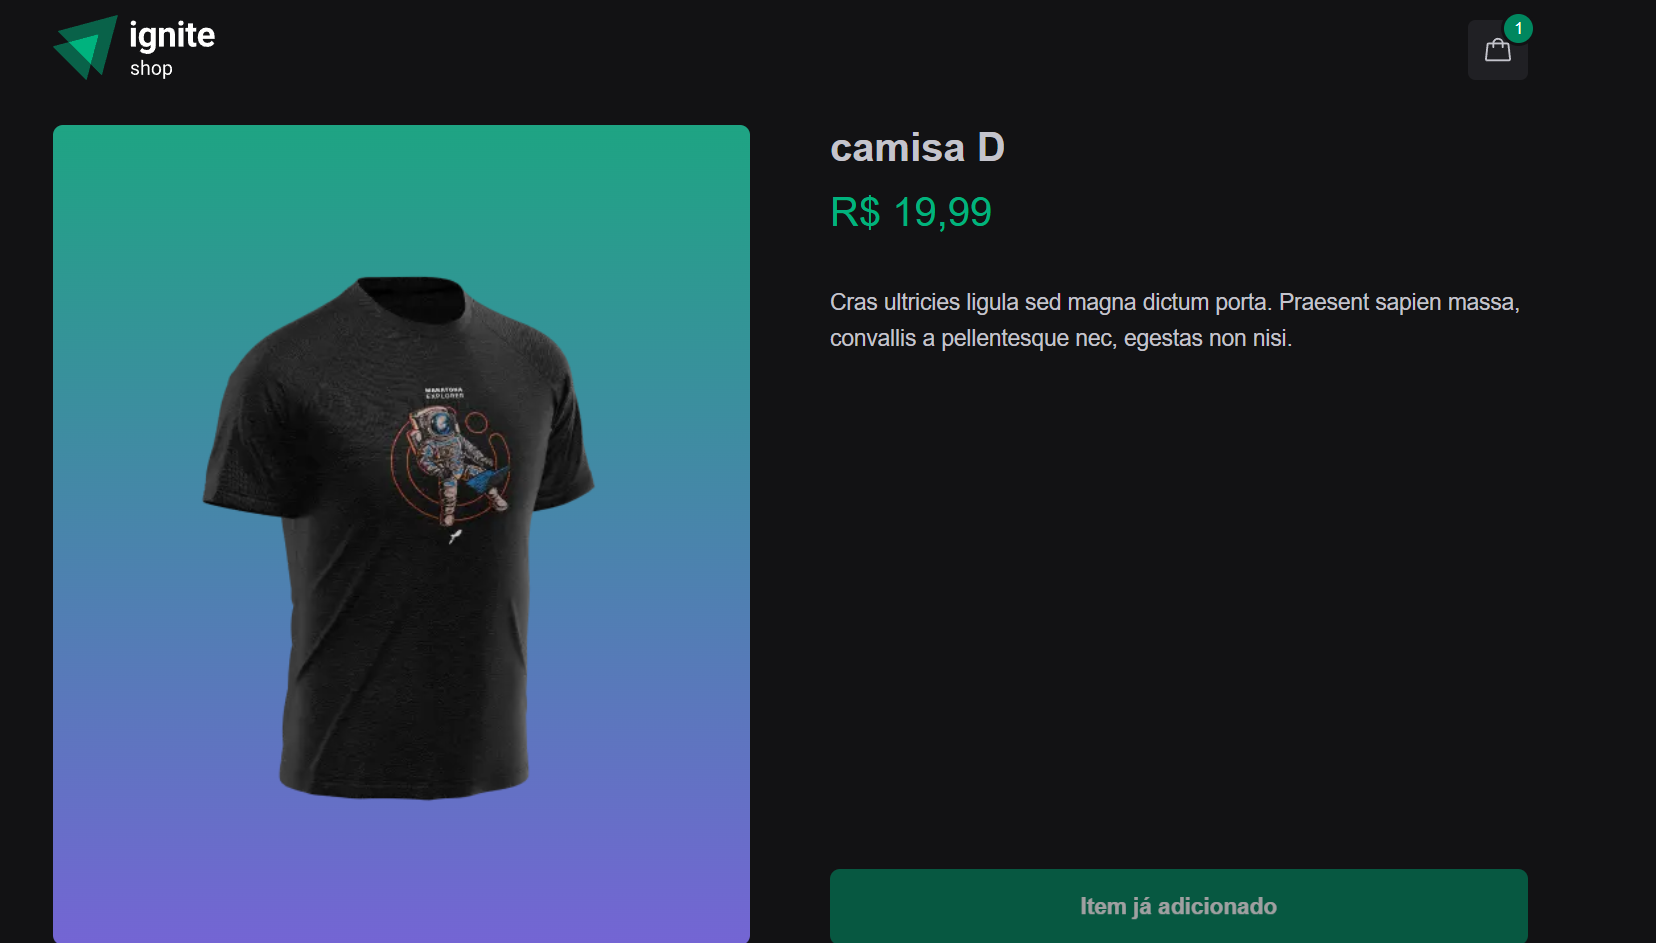 ignite
shop
1
camisa D
R$ 19,99
Cras ultricies ligula sed magna dictum porta. Praesent sapien massa,
convallis a pellentesque nec, egestas non nisi.
EXPLORER
Item já adicionado